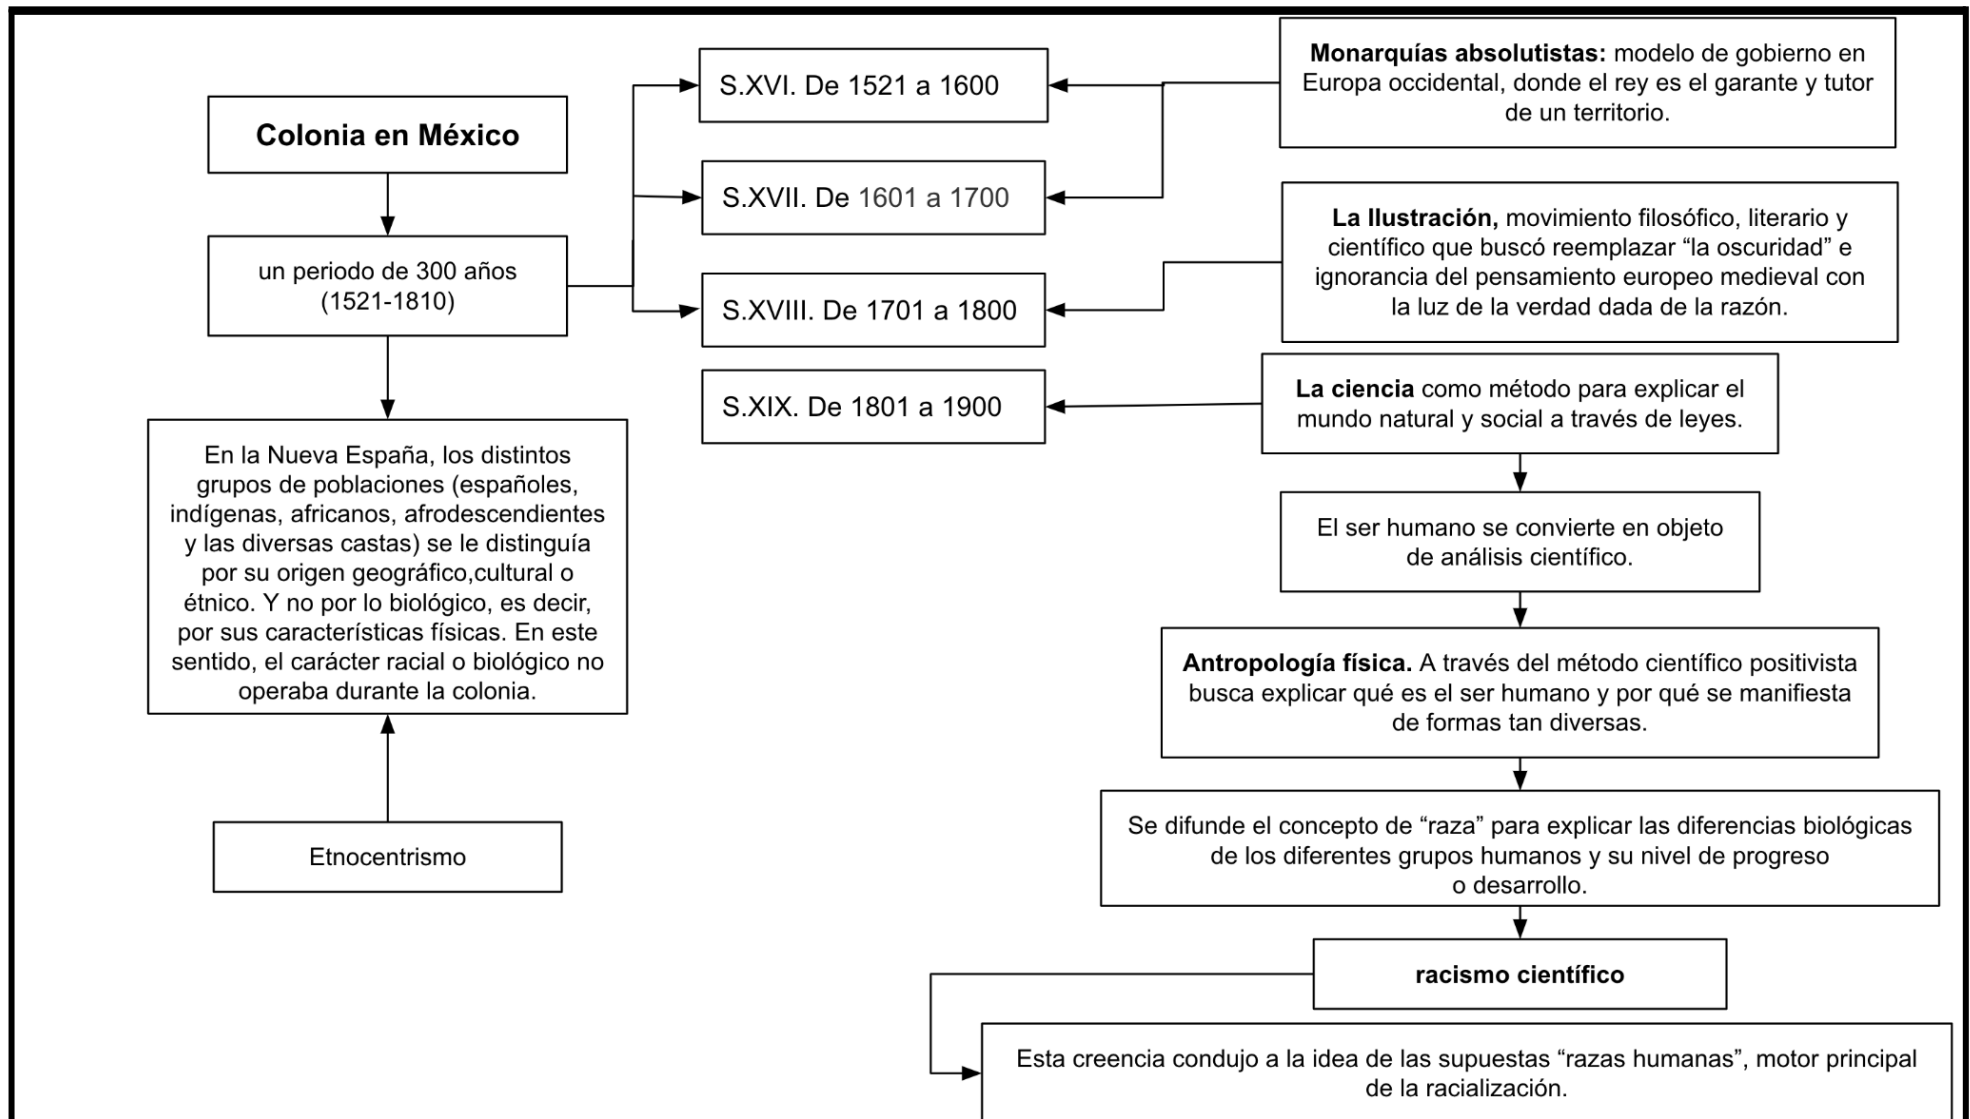 Colonia en México
un periodo de 300 años
(1521-1810)
En la Nueva España, los distintos
grupos de poblaciones (españoles,
indígenas, africanos, afrodescendientes
y las diversas castas) se le distinguía
por su origen geográfico,cultural o
étnico. Y no por lo biológico, es decir,
por sus características físicas. En este
sentido, el carácter racial o biológico no
operaba durante la colonia.
Etnocentrismo
S.XVI. De 1521 a 1600
S.XVII. De 1601 a 1700
S.XVIII. De 1701 a 1800
S.XIX. De 1801 a 1900
Monarquías absolutistas: modelo de gobierno en
Europa occidental, donde el rey es el garante y tutor
de un territorio.
La Ilustración, movimiento filosófico, literario y
científico que buscó reemplazar “la oscuridad” e
ignorancia del pensamiento europeo medieval con
la luz de la verdad dada de la razón.
La ciencia como método para explicar el
mundo natural y social a través de leyes.
El ser humano se convierte en objeto
de análisis científico.
Antropología física. A través del método científico positivista
busca explicar qué es el ser humano y por qué se manifiesta
de formas tan diversas.
Se difunde el concepto de “raza” para explicar las diferencias biológicas
de los diferentes grupos humanos y su nivel de progreso
o desarrollo.
racismo científico
Esta creencia condujo a la idea de las supuestas “razas humanas”, motor principal
de la racialización.